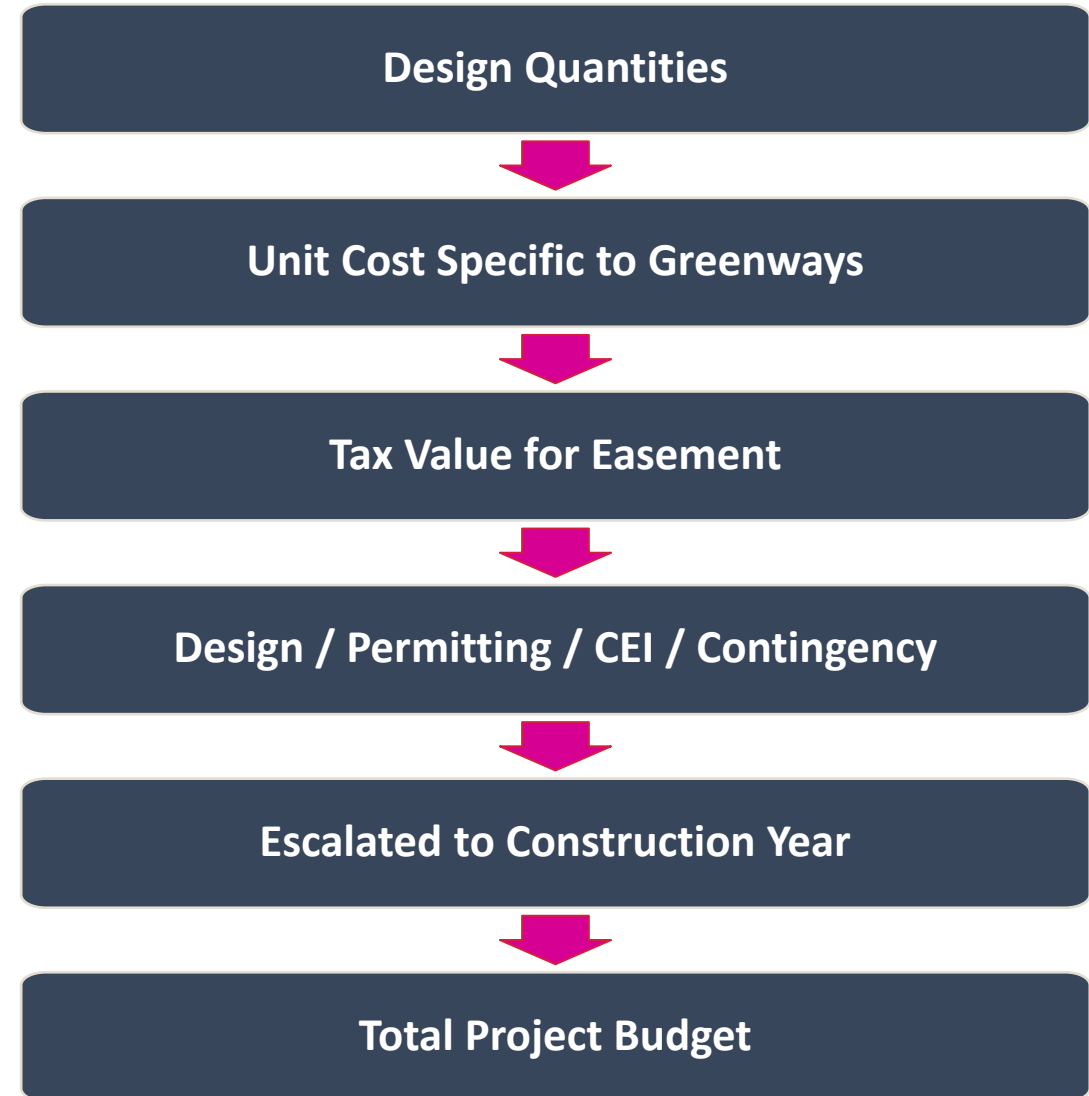 Design Quantities
Unit Cost Specific to Greenways
Tax Value for Easement
Design / Permitting / CEI / Contingency
Escalated to Construction Year
Total Project Budget